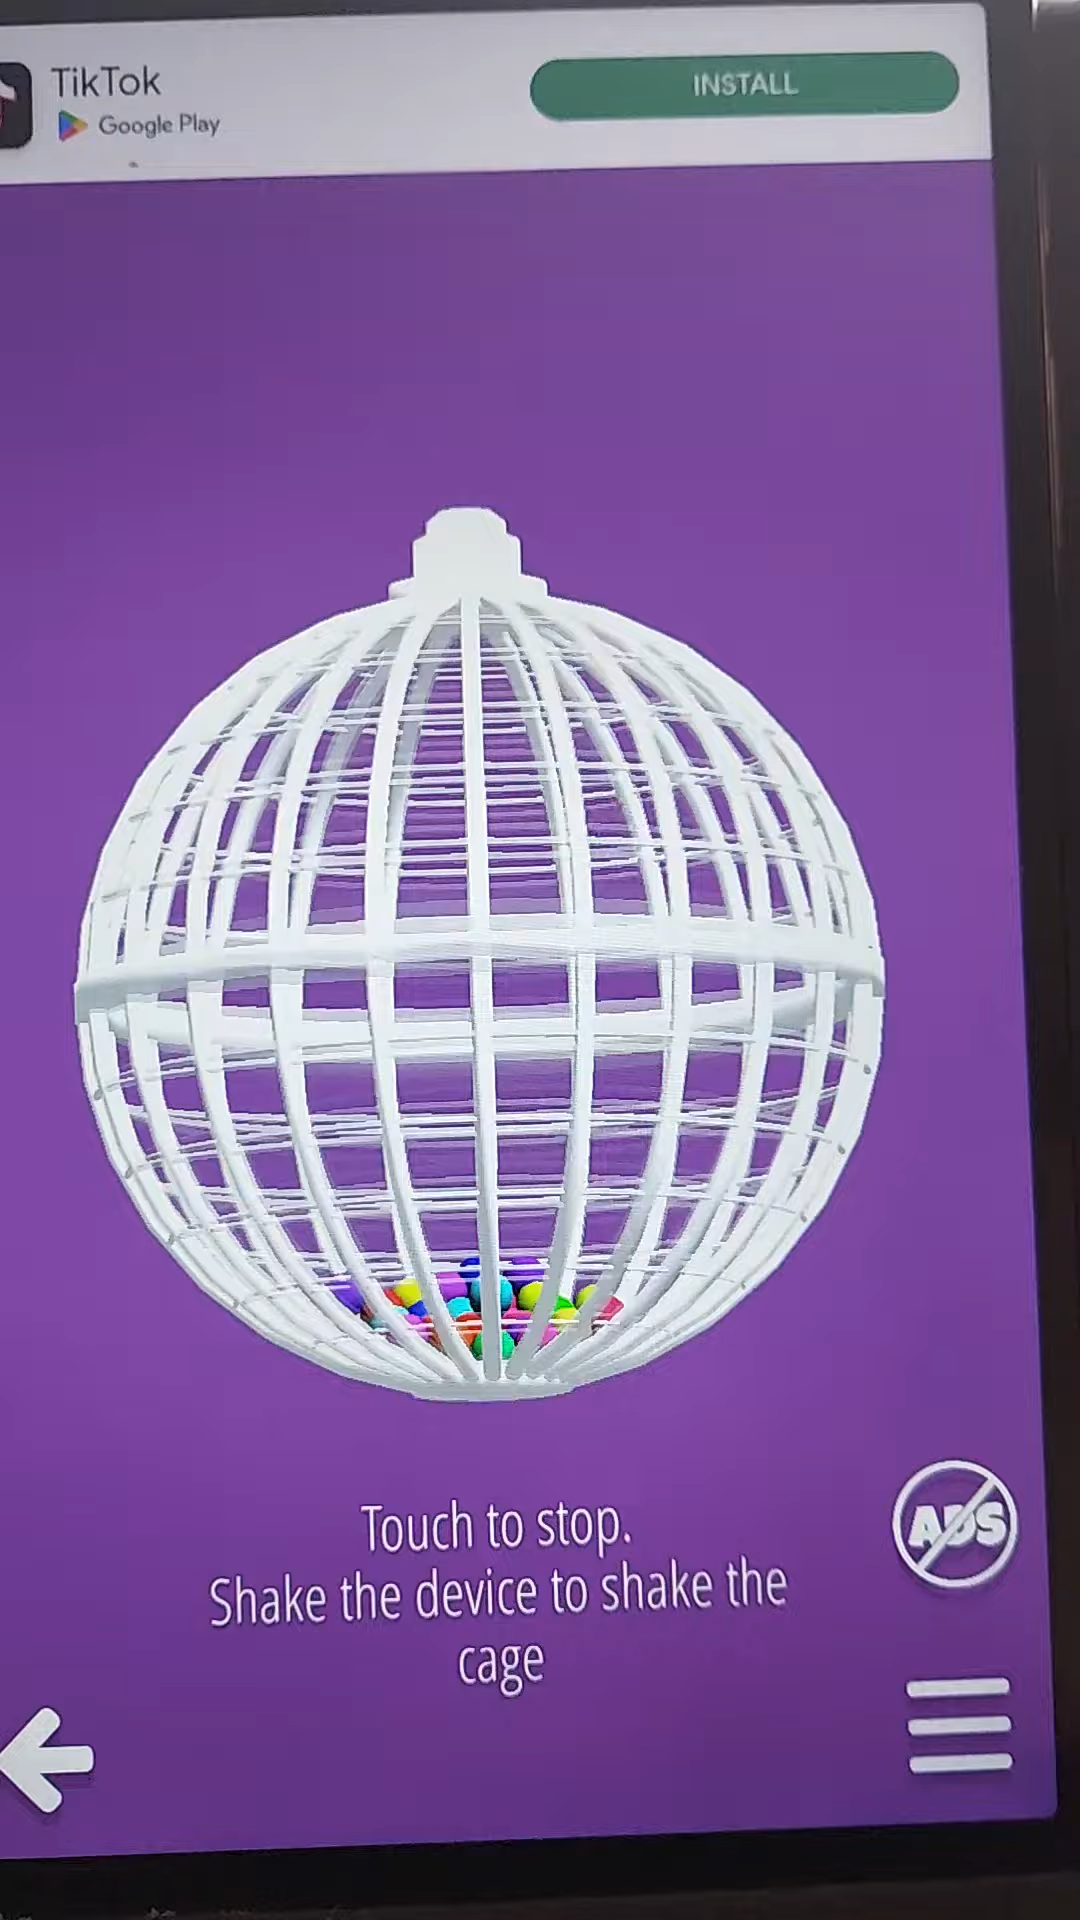 TikTok
INSTALL
Google Play
Touch to stop.
Shake the device to shake the
cage
ADS